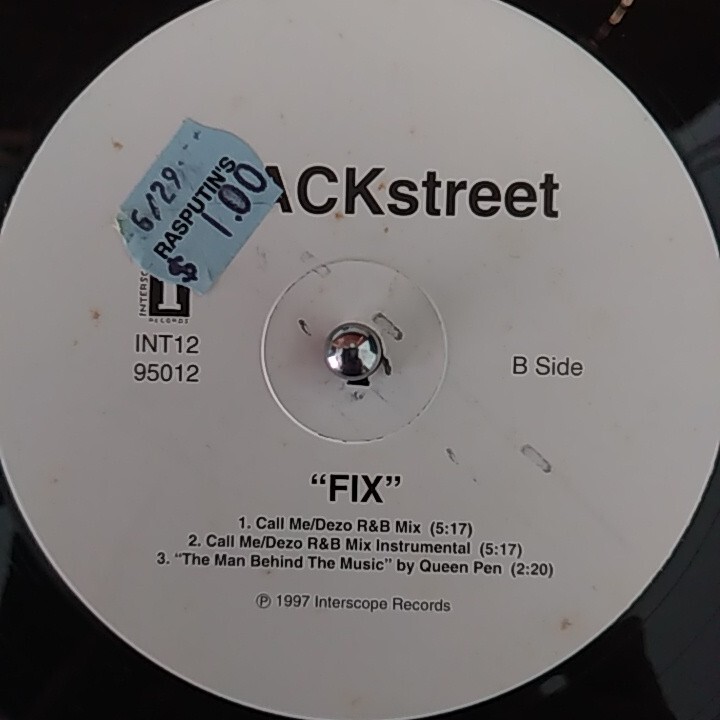 ACKstreet
6/29
RASPUTIN'S
$1.00
RECORDS
INT12
95012
B Side
“FIX”
1. Call Me/Dezo R&B Mix (5:17)
2. Call Me/Dezo R&B Mix Instrumental (5:17)
3. “The Man Behind The Music” by Queen Pen (2:20)
℗ 1997 Interscope Records